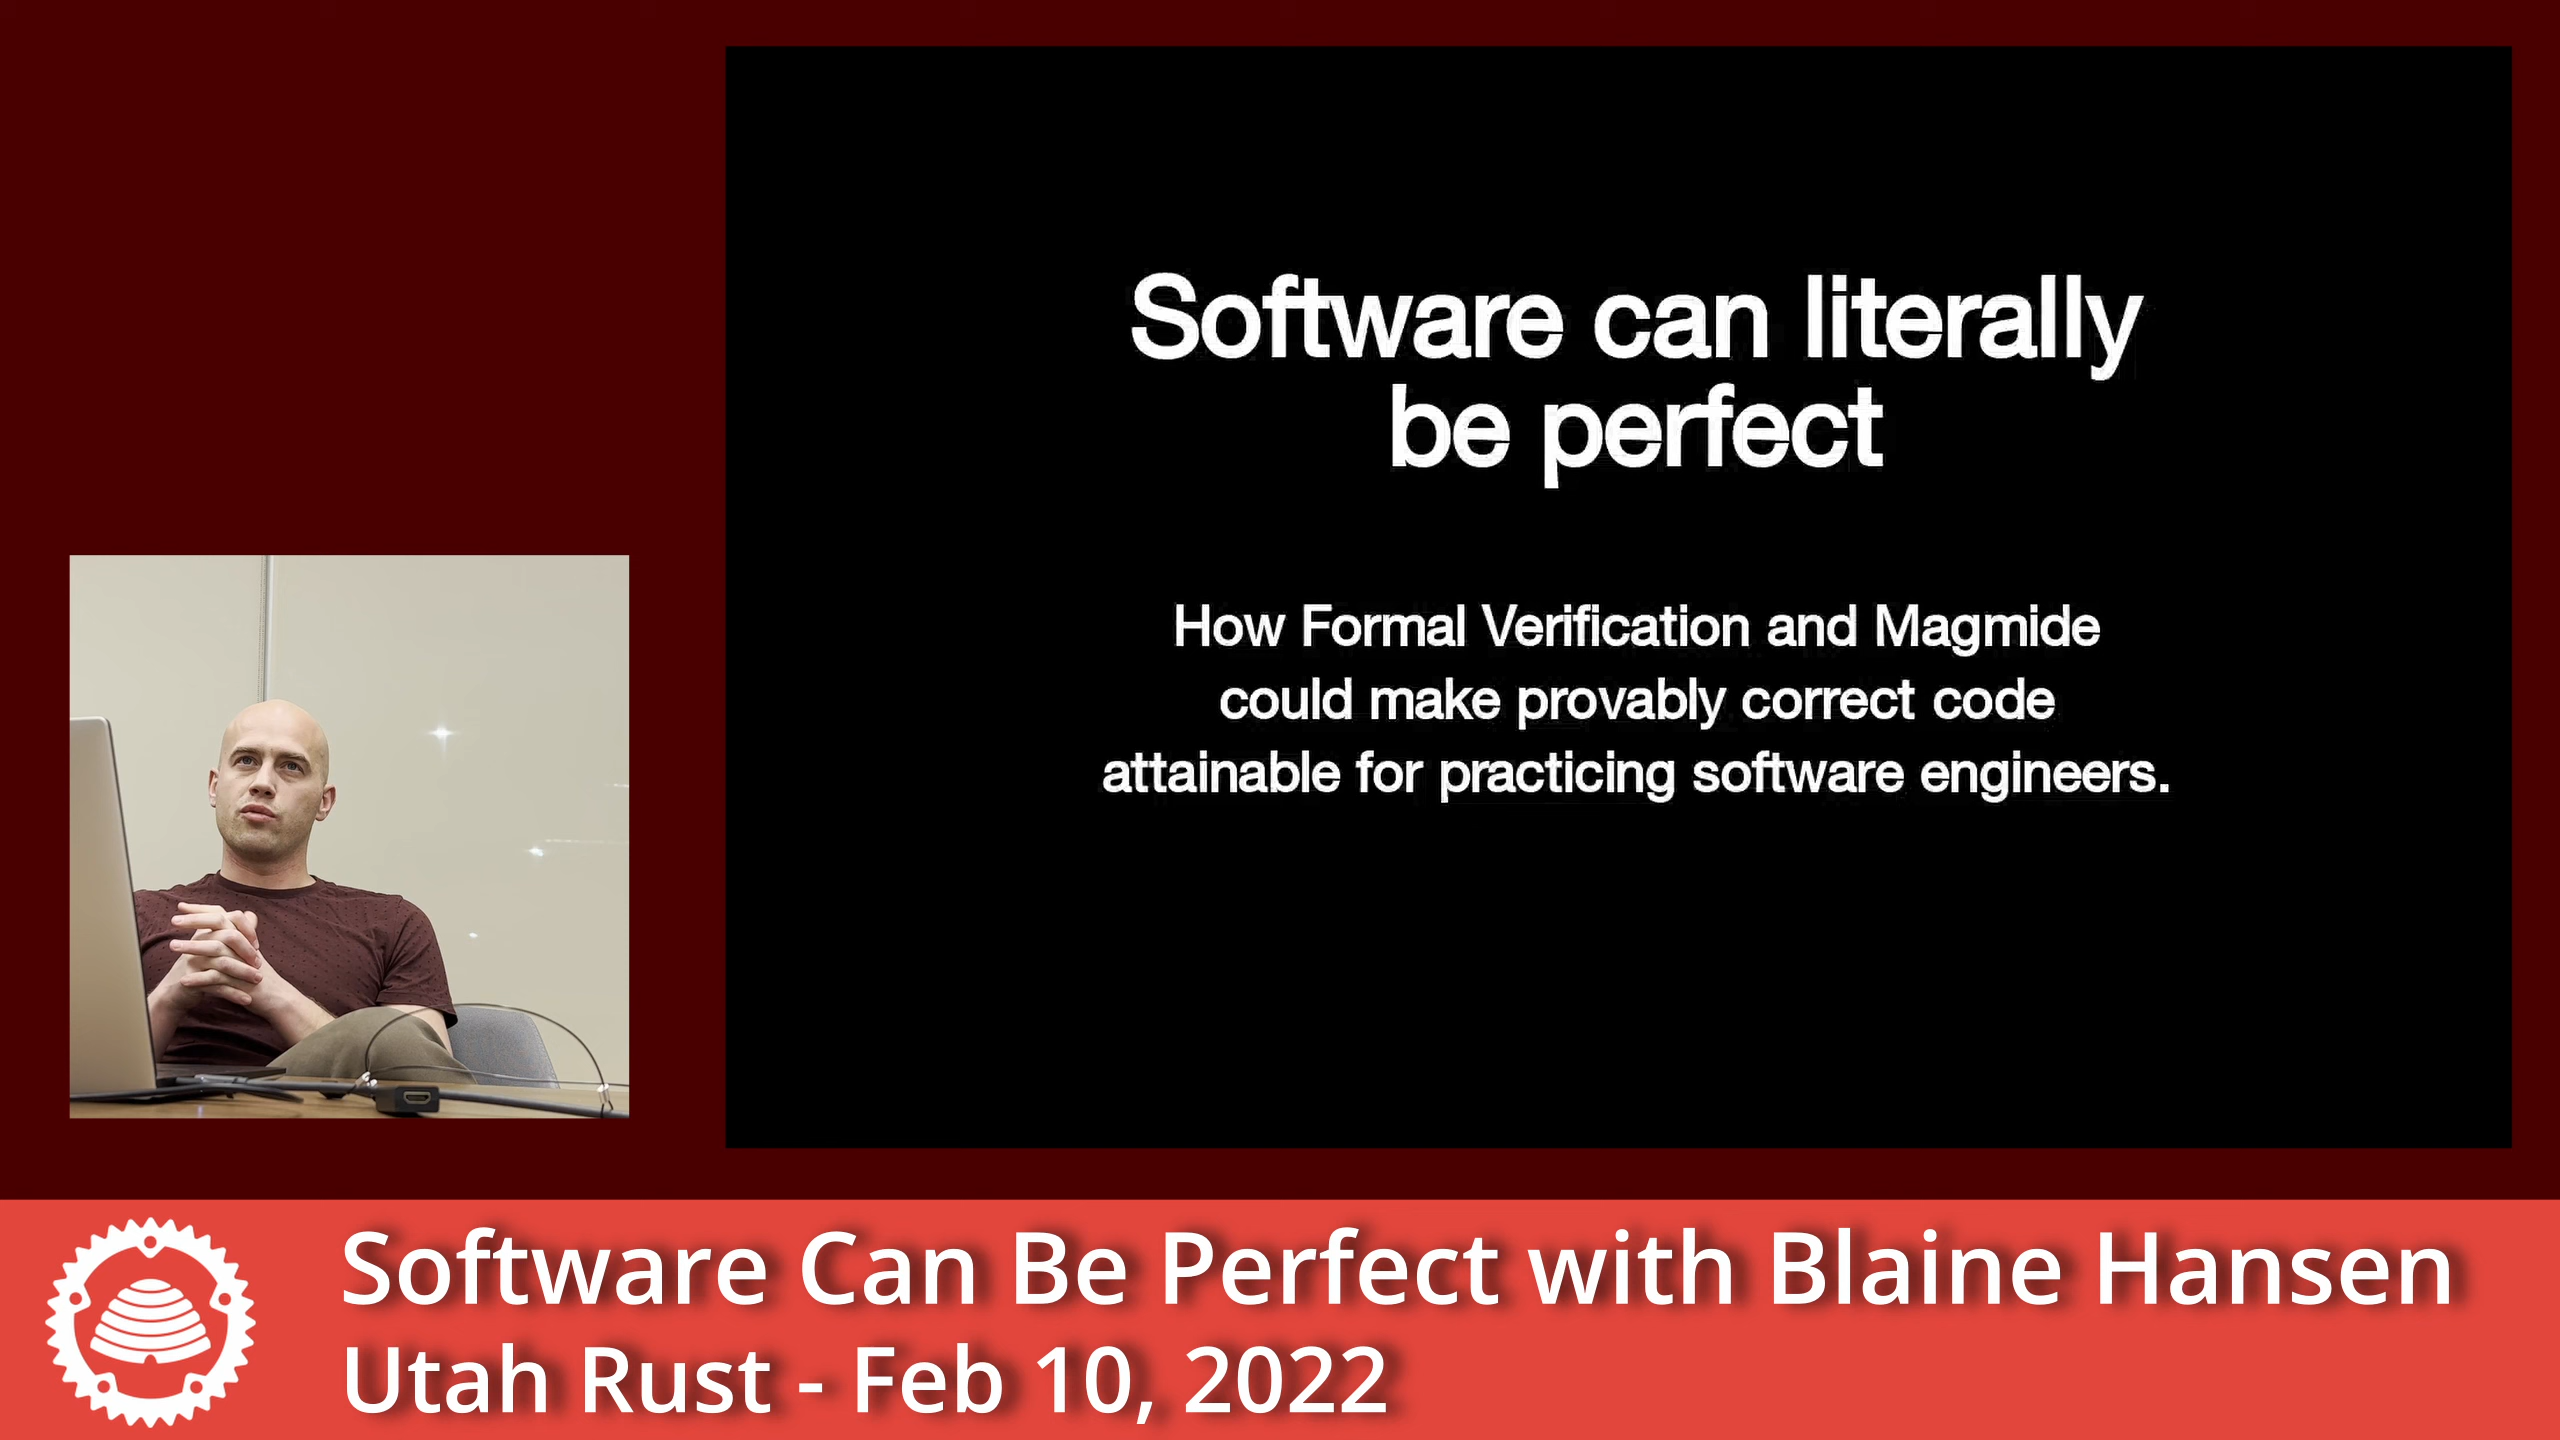 Software can literally
be perfect
How Formal Verification and Magmide
could make provably correct code
attainable for practicing software engineers.
Software Can Be Perfect with Blaine Hansen
Utah Rust - Feb 10, 2022